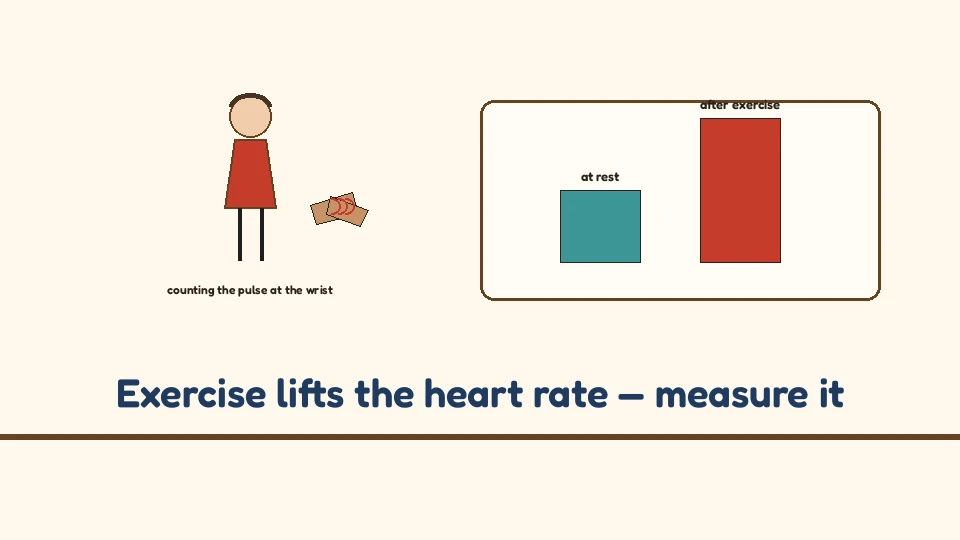 after exercise
at rest
counting the pulse at the wrist
Exercise lifts the heart rate — measure it